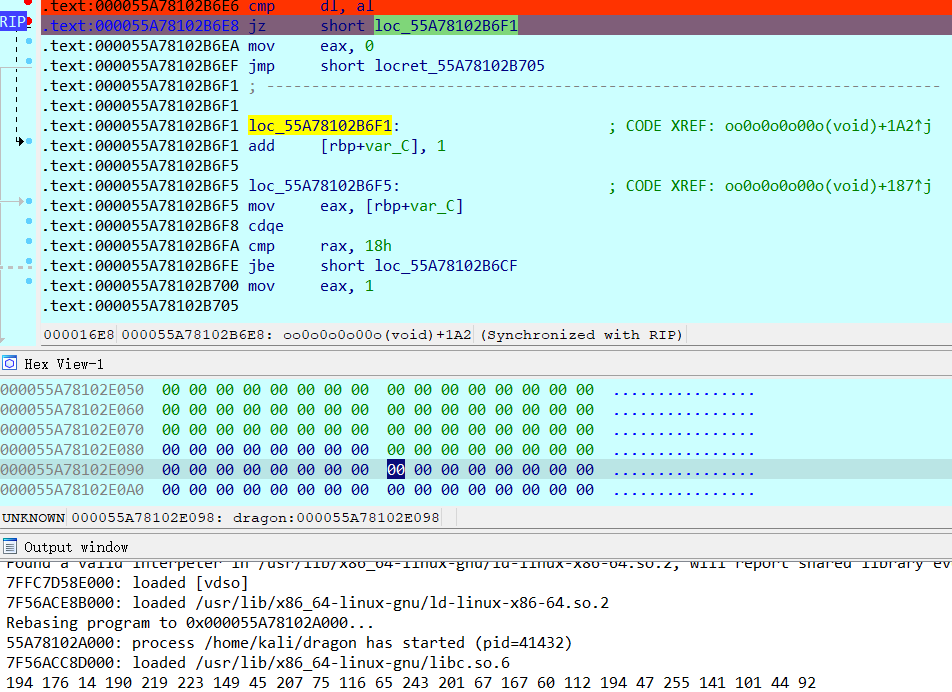 .text:000055A78102B6E6 cmp dl, al
RIP .text:000055A78102B6E8 jz short loc_55A78102B6F1
.text:000055A78102B6EA mov eax, 0
.text:000055A78102B6EF jmp short locret_55A78102B705
.text:000055A78102B6F1 ; ---------------------------------------------------------------------------
.text:000055A78102B6F1
.text:000055A78102B6F1 loc_55A78102B6F1: ; CODE XREF: oo0o0o0o00o(void)+1A2↑j
.text:000055A78102B6F1 add [rbp+var_C], 1
.text:000055A78102B6F5
.text:000055A78102B6F5 loc_55A78102B6F5: ; CODE XREF: oo0o0o0o00o(void)+187↑j
.text:000055A78102B6F5 mov eax, [rbp+var_C]
.text:000055A78102B6F8 cdqe
.text:000055A78102B6FA cmp rax, 18h
.text:000055A78102B6FE jbe short loc_55A78102B6CF
.text:000055A78102B700 mov eax, 1
.text:000055A78102B705
000016E8 000055A78102B6E8: oo0o0o0o00o(void)+1A2 (Synchronized with RIP)
Hex View-1
000055A78102E050 00 00 00 00 00 00 00 00 00 00 00 00 00 00 00 00 ................
000055A78102E060 00 00 00 00 00 00 00 00 00 00 00 00 00 00 00 00 ................
000055A78102E070 00 00 00 00 00 00 00 00 00 00 00 00 00 00 00 00 ................
000055A78102E080 00 00 00 00 00 00 00 00 00 00 00 00 00 00 00 00 ................
000055A78102E090 00 00 00 00 00 00 00 00 00 00 00 00 00 00 00 00 ................
000055A78102E0A0 00 00 00 00 00 00 00 00 00 00 00 00 00 00 00 00 ................
UNKNOWN 000055A78102E098: dragon:000055A78102E098
Output window
Found a valid interpeter in /usr/lib/x86_64-linux-gnu/ld-linux-x86-64.so.2, will report shared library ev
7FFC7D58E000: loaded [vdso]
7F56ACE8B000: loaded /usr/lib/x86_64-linux-gnu/ld-linux-x86-64.so.2
Rebasing program to 0x000055A78102A000...
55A78102A000: process /home/kali/dragon has started (pid=41432)
7F56ACC8D000: loaded /usr/lib/x86_64-linux-gnu/libc.so.6
194 176 14 190 219 223 149 45 207 75 116 65 243 201 67 167 60 112 194 47 255 141 101 44 92